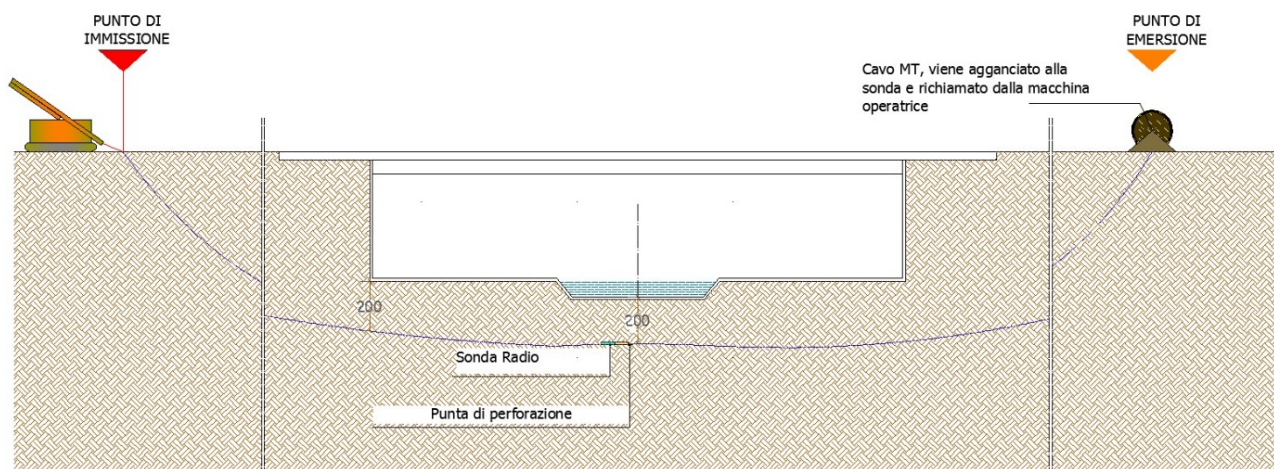 PUNTO DI
IMMISSIONE
PUNTO DI
EMERSIONE
Cavo MT, viene agganciato alla
sonda e richiamato dalla macchina
operatrice
200
200
Sonda Radio
Punta di perforazione